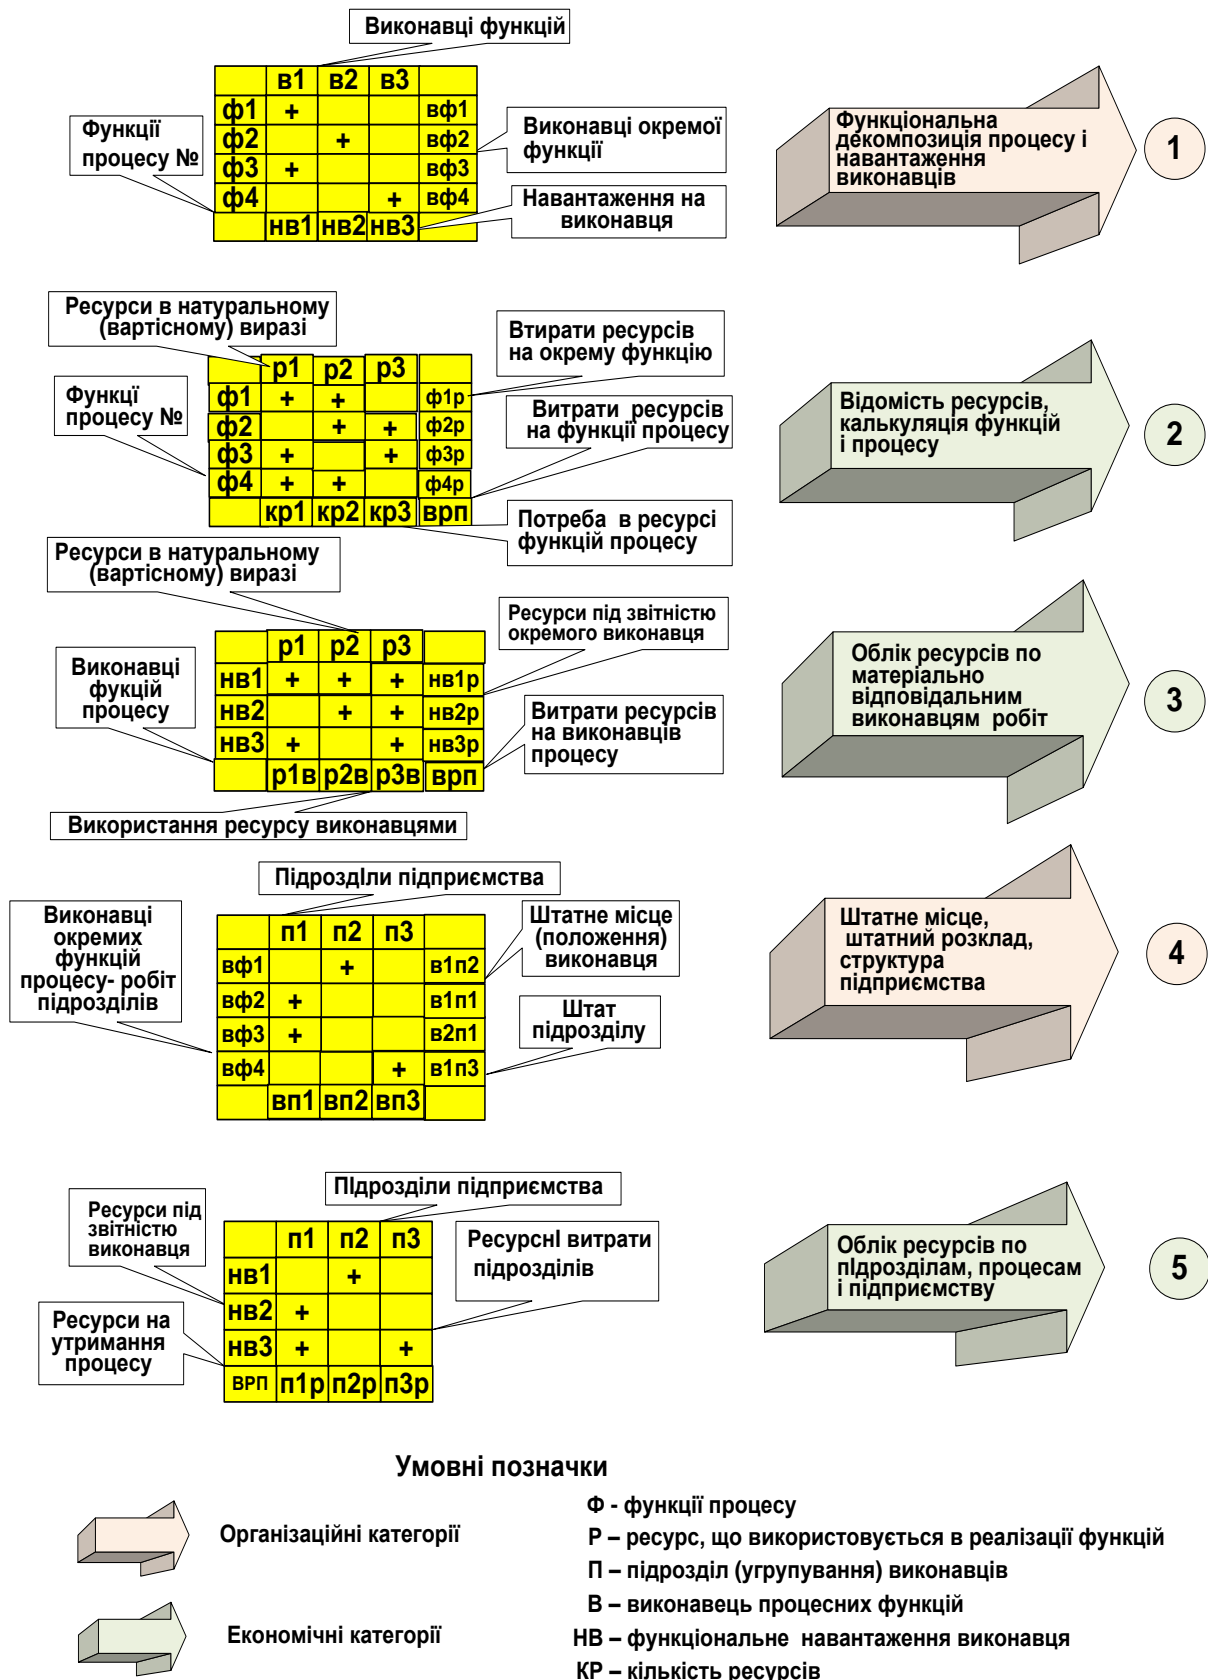 Виконавці функцій
в1 в2 в3
ф1 + вф1
ф2 + вф2
ф3 + вф3
ф4 + вф4
нв1 нв2 нв3
Функції
процесу №
Виконавці окремої
функції
Навантаження на
виконавця
Функціональна
декомпозиція процесу і
навантаження
виконавців
1
Ресурси в натуральному
(вартісному) виразі
р1 р2 р3
ф1 + + ф1р
ф2 + + ф2р
ф3 + + ф3р
ф4 + + ф4р
кр1 кр2 кр3 врп
Функці
процесу №
Втирати ресурсів
на окрему функцію
Витрати ресурсів
на функції процесу
Потреба в ресурсі
функцій процесу
Відомість ресурсів,
калькуляція функцій
і процесу
2
Ресурси в натуральному
(вартісному) виразі
р1 р2 р3
нв1 + + + нв1р
нв2 + + нв2р
нв3 + + нв3р
р1в р2в р3в врп
Виконавці
фукцій
процесу
Ресурси під звітністю
окремого виконавця
Витрати ресурсів
на виконавців
процесу
Використання ресурсу виконавцями
Облік ресурсів по
матеріально
відповідальним
виконавцям робіт
3
ПідроздІли підприємства
п1 п2 п3
вф1 + в1п2
вф2 + в1п1
вф3 + в2п1
вф4 + в1п3
вп1 вп2 вп3
Виконавці
окремих
функцій
процесу- робіт
підрозділів
Штатне місце
(положення)
виконавця
Штат
підрозділу
Штатне місце,
штатний розклад,
структура
підприємства
4
ПІдрозділи підприємства
п1 п2 п3
нв1 +
нв2 +
нв3 + +
ВРП п1р п2р п3р
Ресурси під
звітністю
виконавця
Ресурси на
утримання
процесу
РесурснІ витрати
підрозділів
Облік ресурсів по
пІдрозділам, процесам
і підприємству
5
Умовні позначки
Організаційні категорії
Економічні категорії
Ф - функції процесу
Р – ресурс, що використовується в реалізації функцій
П – підрозділ (угрупування) виконавців
В – виконавець процесних функцій
НВ – функціональне навантаження виконавця
КР – кількість ресурсів